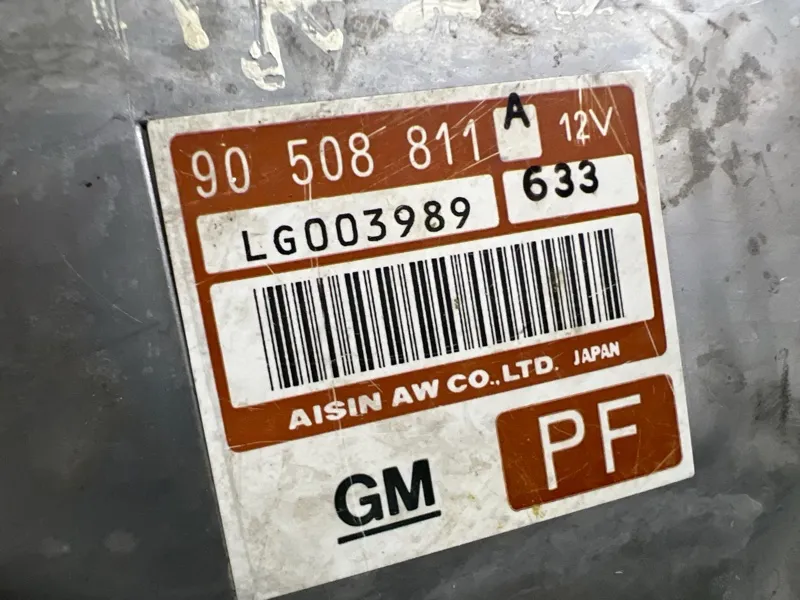 90 508 811 A 12V
LG003989 633
AISIN AW CO., LTD. JAPAN
GM PF